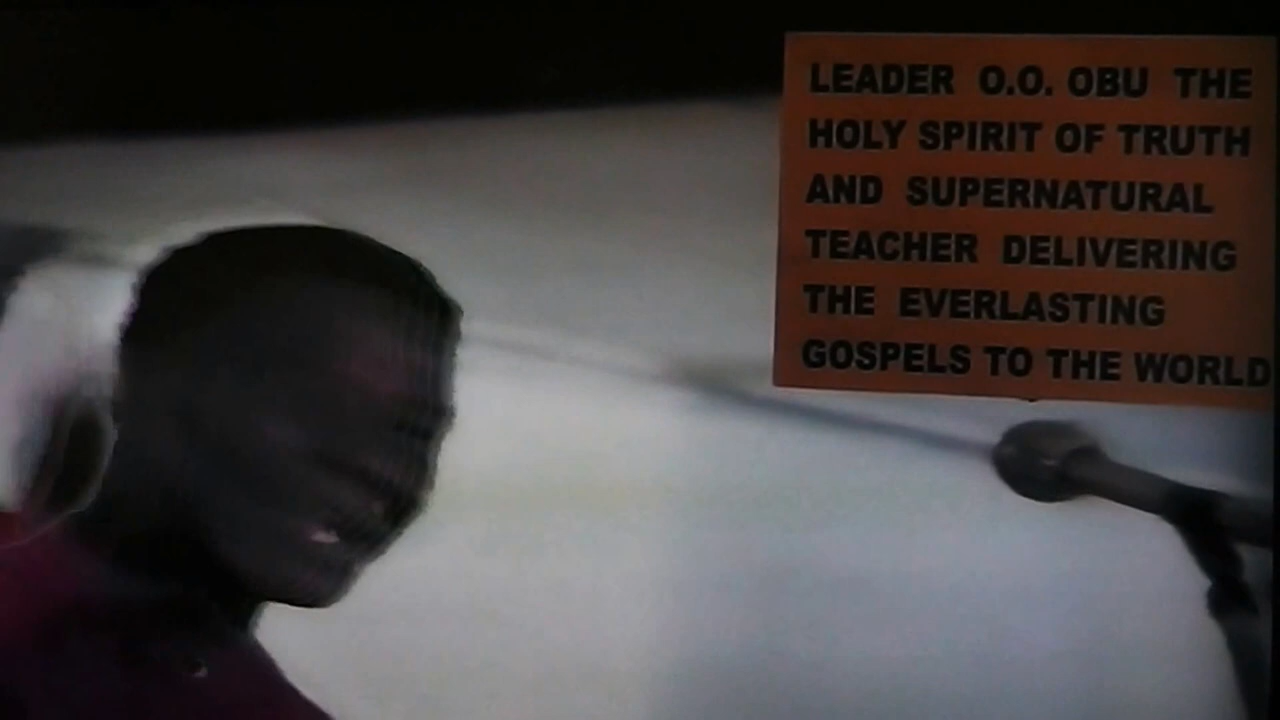 LEADER O.O. OBU THE
HOLY SPIRIT OF TRUTH
AND SUPERNATURAL
TEACHER DELIVERING
THE EVERLASTING
GOSPELS TO THE WORLD